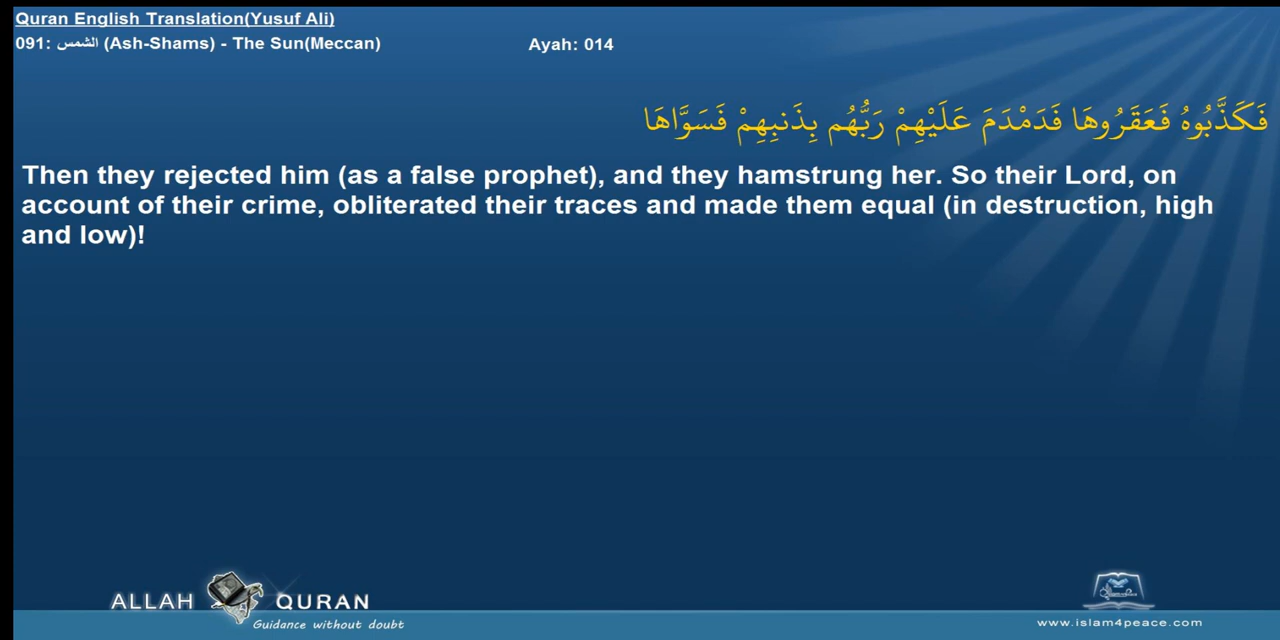 Quran English Translation(Yusuf Ali)
091: الشمس (Ash-Shams) - The Sun(Meccan)
Ayah: 014
فَكَذَّبُوهُ فَعَقَرُوهَا فَدَمْدَمَ عَلَيْهِمْ رَبُّهُم بِذَنبِهِمْ فَسَوَّاهَا
Then they rejected him (as a false prophet), and they hamstrung her. So their Lord, on
account of their crime, obliterated their traces and made them equal (in destruction, high
and low)!
ALLAH QURAN
Guidance without doubt
www.islam4peace.com